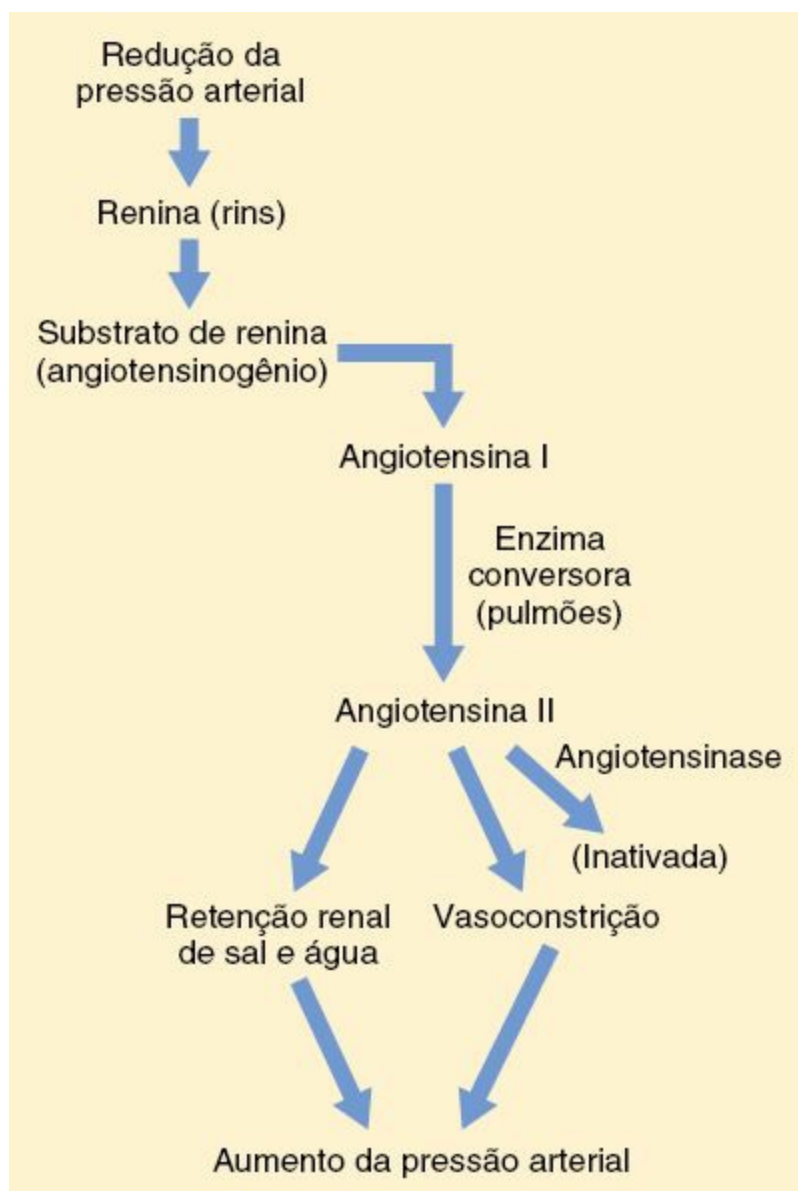 Redução da
pressão arterial
Renina (rins)
Substrato de renina
(angiotensinogênio)
Angiotensina I
Enzima
conversora
(pulmões)
Angiotensina II
Angiotensinase
(Inativada)
Retenção renal
de sal e água
Vasoconstrição
Aumento da pressão arterial